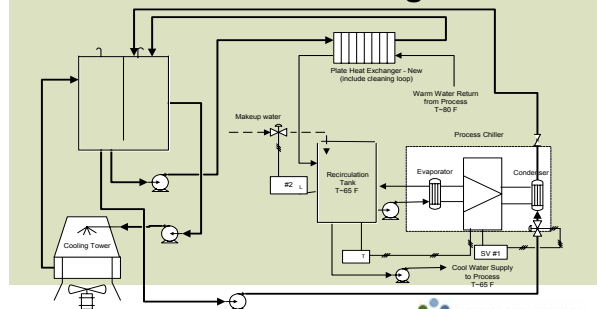 Plate Heat Exchanger - New
(include cleaning loop)
Warm Water Return
from Process
T~80 F
Makeup water
Process Chiller
Evaporator
Condenser
Recirculation
Tank
T~65 F
#2 L
Cooling Tower
T
SV #1
Cool Water Supply
to Process
T~65 F